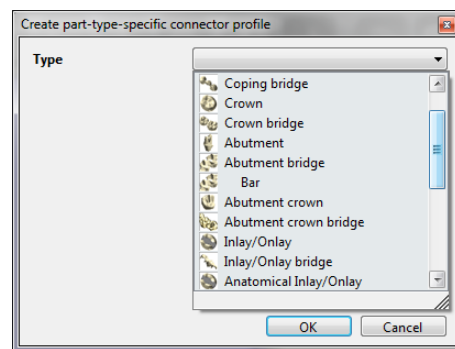 Create part-type-specific connector profile
Type
Coping bridge
Crown
Crown bridge
Abutment
Abutment bridge
Bar
Abutment crown
Abutment crown bridge
Inlay/Onlay
Inlay/Onlay bridge
Anatomical Inlay/Onlay
OK Cancel